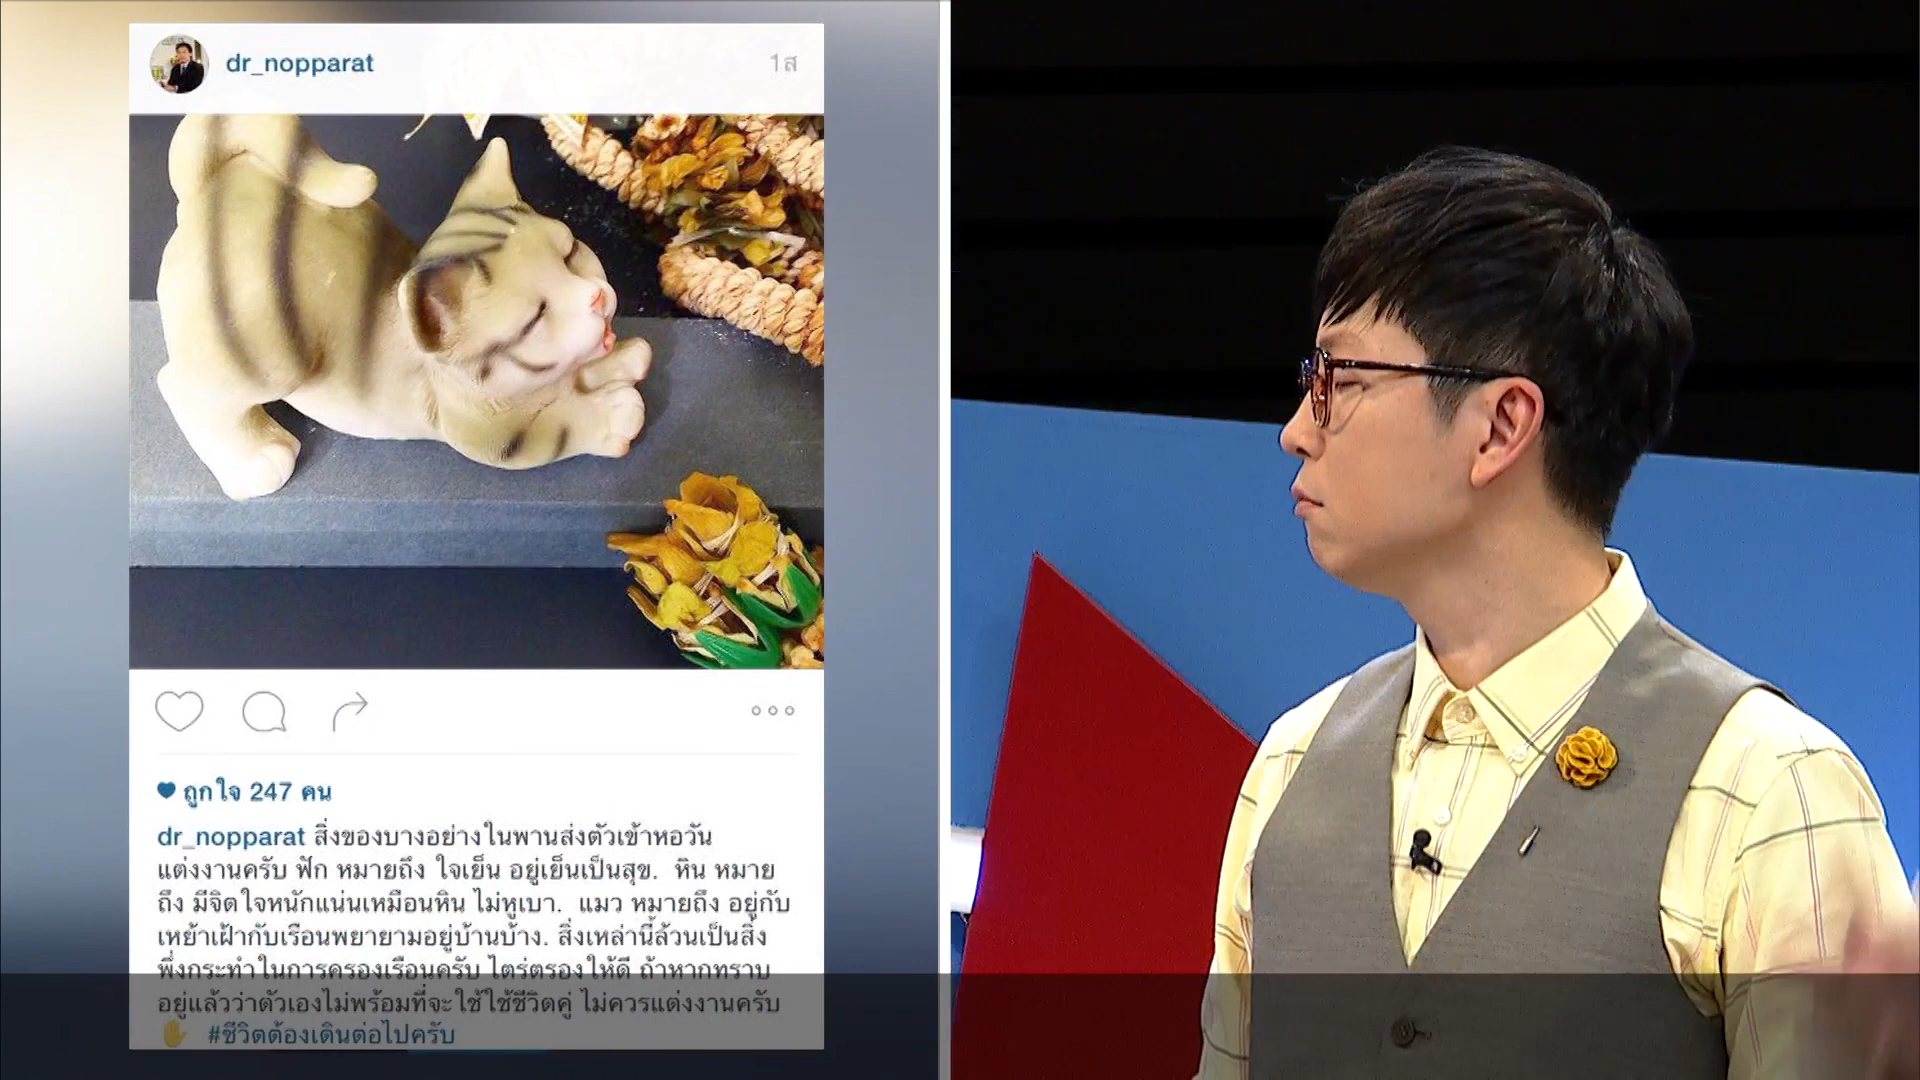 dr_nopparat
1ส
ถูกใจ 247 คน
dr_nopparat สิ่งของบางอย่างในพานส่งตัวเข้าหอวัน
แต่งงานครับ ฟัก หมายถึง ใจเย็น อยู่เย็นเป็นสุข. หิน หมาย
ถึง มีจิตใจหนักแน่นเหมือนหิน ไม่หูเบา. แมว หมายถึง อยู่กับ
เหย้าเฝ้ากับเรือนพยายามอยู่บ้านบ้าง. สิ่งเหล่านี้ล้วนเป็นสิ่ง
พึ่งกระทำในการครองเรือนครับ ไตร่ตรองให้ดี ถ้าหากทราบ
อยู่แล้วว่าตัวเองไม่พร้อมที่จะใช้ใช้ชีวิตคู่ ไม่ควรแต่งงานครับ
#ชีวิตต้องเดินต่อไปครับ